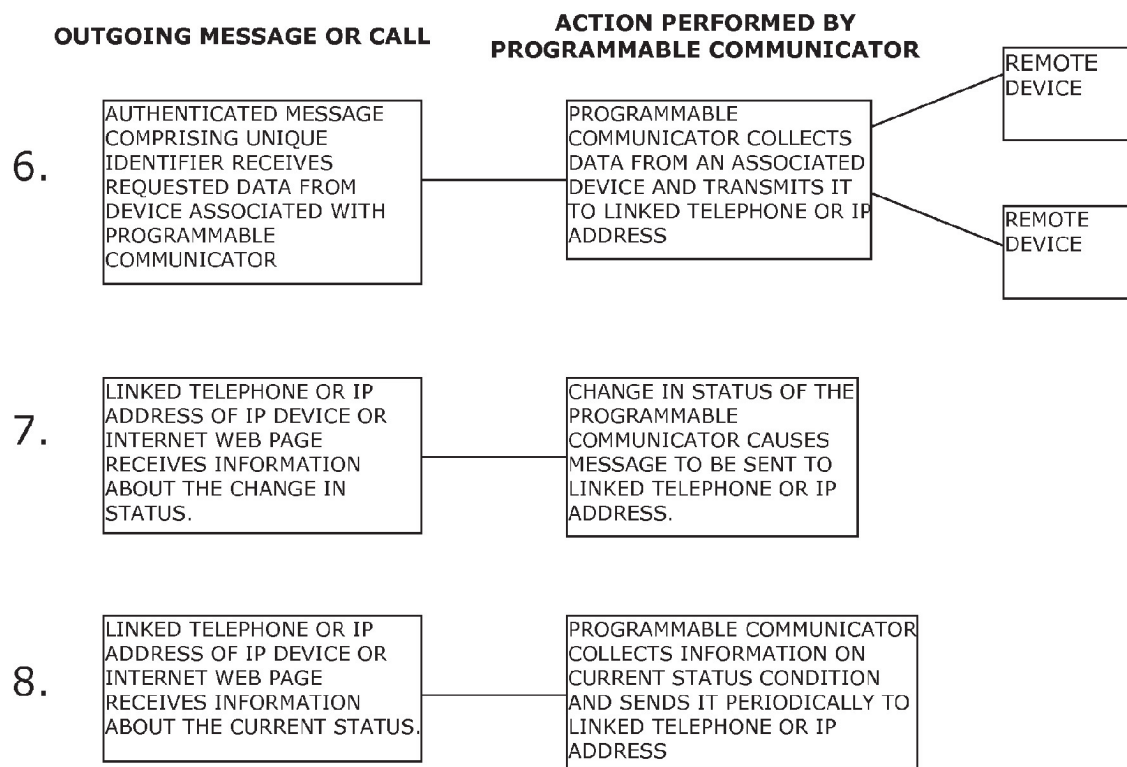 OUTGOING MESSAGE OR CALL
ACTION PERFORMED BY
PROGRAMMABLE COMMUNICATOR
6.
AUTHENTICATED MESSAGE
COMPRISING UNIQUE
IDENTIFIER RECEIVES
REQUESTED DATA FROM
DEVICE ASSOCIATED WITH
PROGRAMMABLE
COMMUNICATOR
PROGRAMMABLE
COMMUNICATOR COLLECTS
DATA FROM AN ASSOCIATED
DEVICE AND TRANSMITS IT
TO LINKED TELEPHONE OR IP
ADDRESS
REMOTE
DEVICE
REMOTE
DEVICE
7.
LINKED TELEPHONE OR IP
ADDRESS OF IP DEVICE OR
INTERNET WEB PAGE
RECEIVES INFORMATION
ABOUT THE CHANGE IN
STATUS.
CHANGE IN STATUS OF THE
PROGRAMMABLE
COMMUNICATOR CAUSES
MESSAGE TO BE SENT TO
LINKED TELEPHONE OR IP
ADDRESS.
8.
LINKED TELEPHONE OR IP
ADDRESS OF IP DEVICE OR
INTERNET WEB PAGE
RECEIVES INFORMATION
ABOUT THE CURRENT STATUS.
PROGRAMMABLE COMMUNICATOR
COLLECTS INFORMATION ON
CURRENT STATUS CONDITION
AND SENDS IT PERIODICALLY TO
LINKED TELEPHONE OR IP
ADDRESS